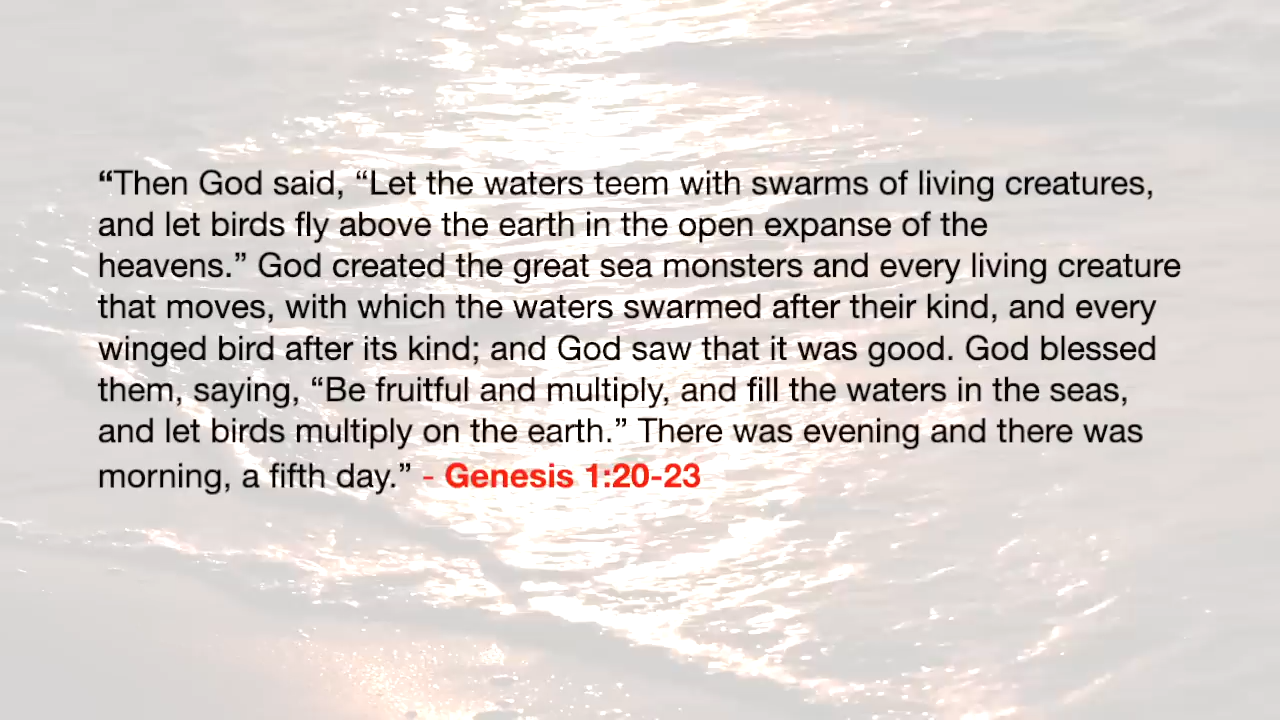 “Then God said, “Let the waters teem with swarms of living creatures,
and let birds fly above the earth in the open expanse of the
heavens.” God created the great sea monsters and every living creature
that moves, with which the waters swarmed after their kind, and every
winged bird after its kind; and God saw that it was good. God blessed
them, saying, “Be fruitful and multiply, and fill the waters in the seas,
and let birds multiply on the earth.” There was evening and there was
morning, a fifth day.” - Genesis 1:20-23